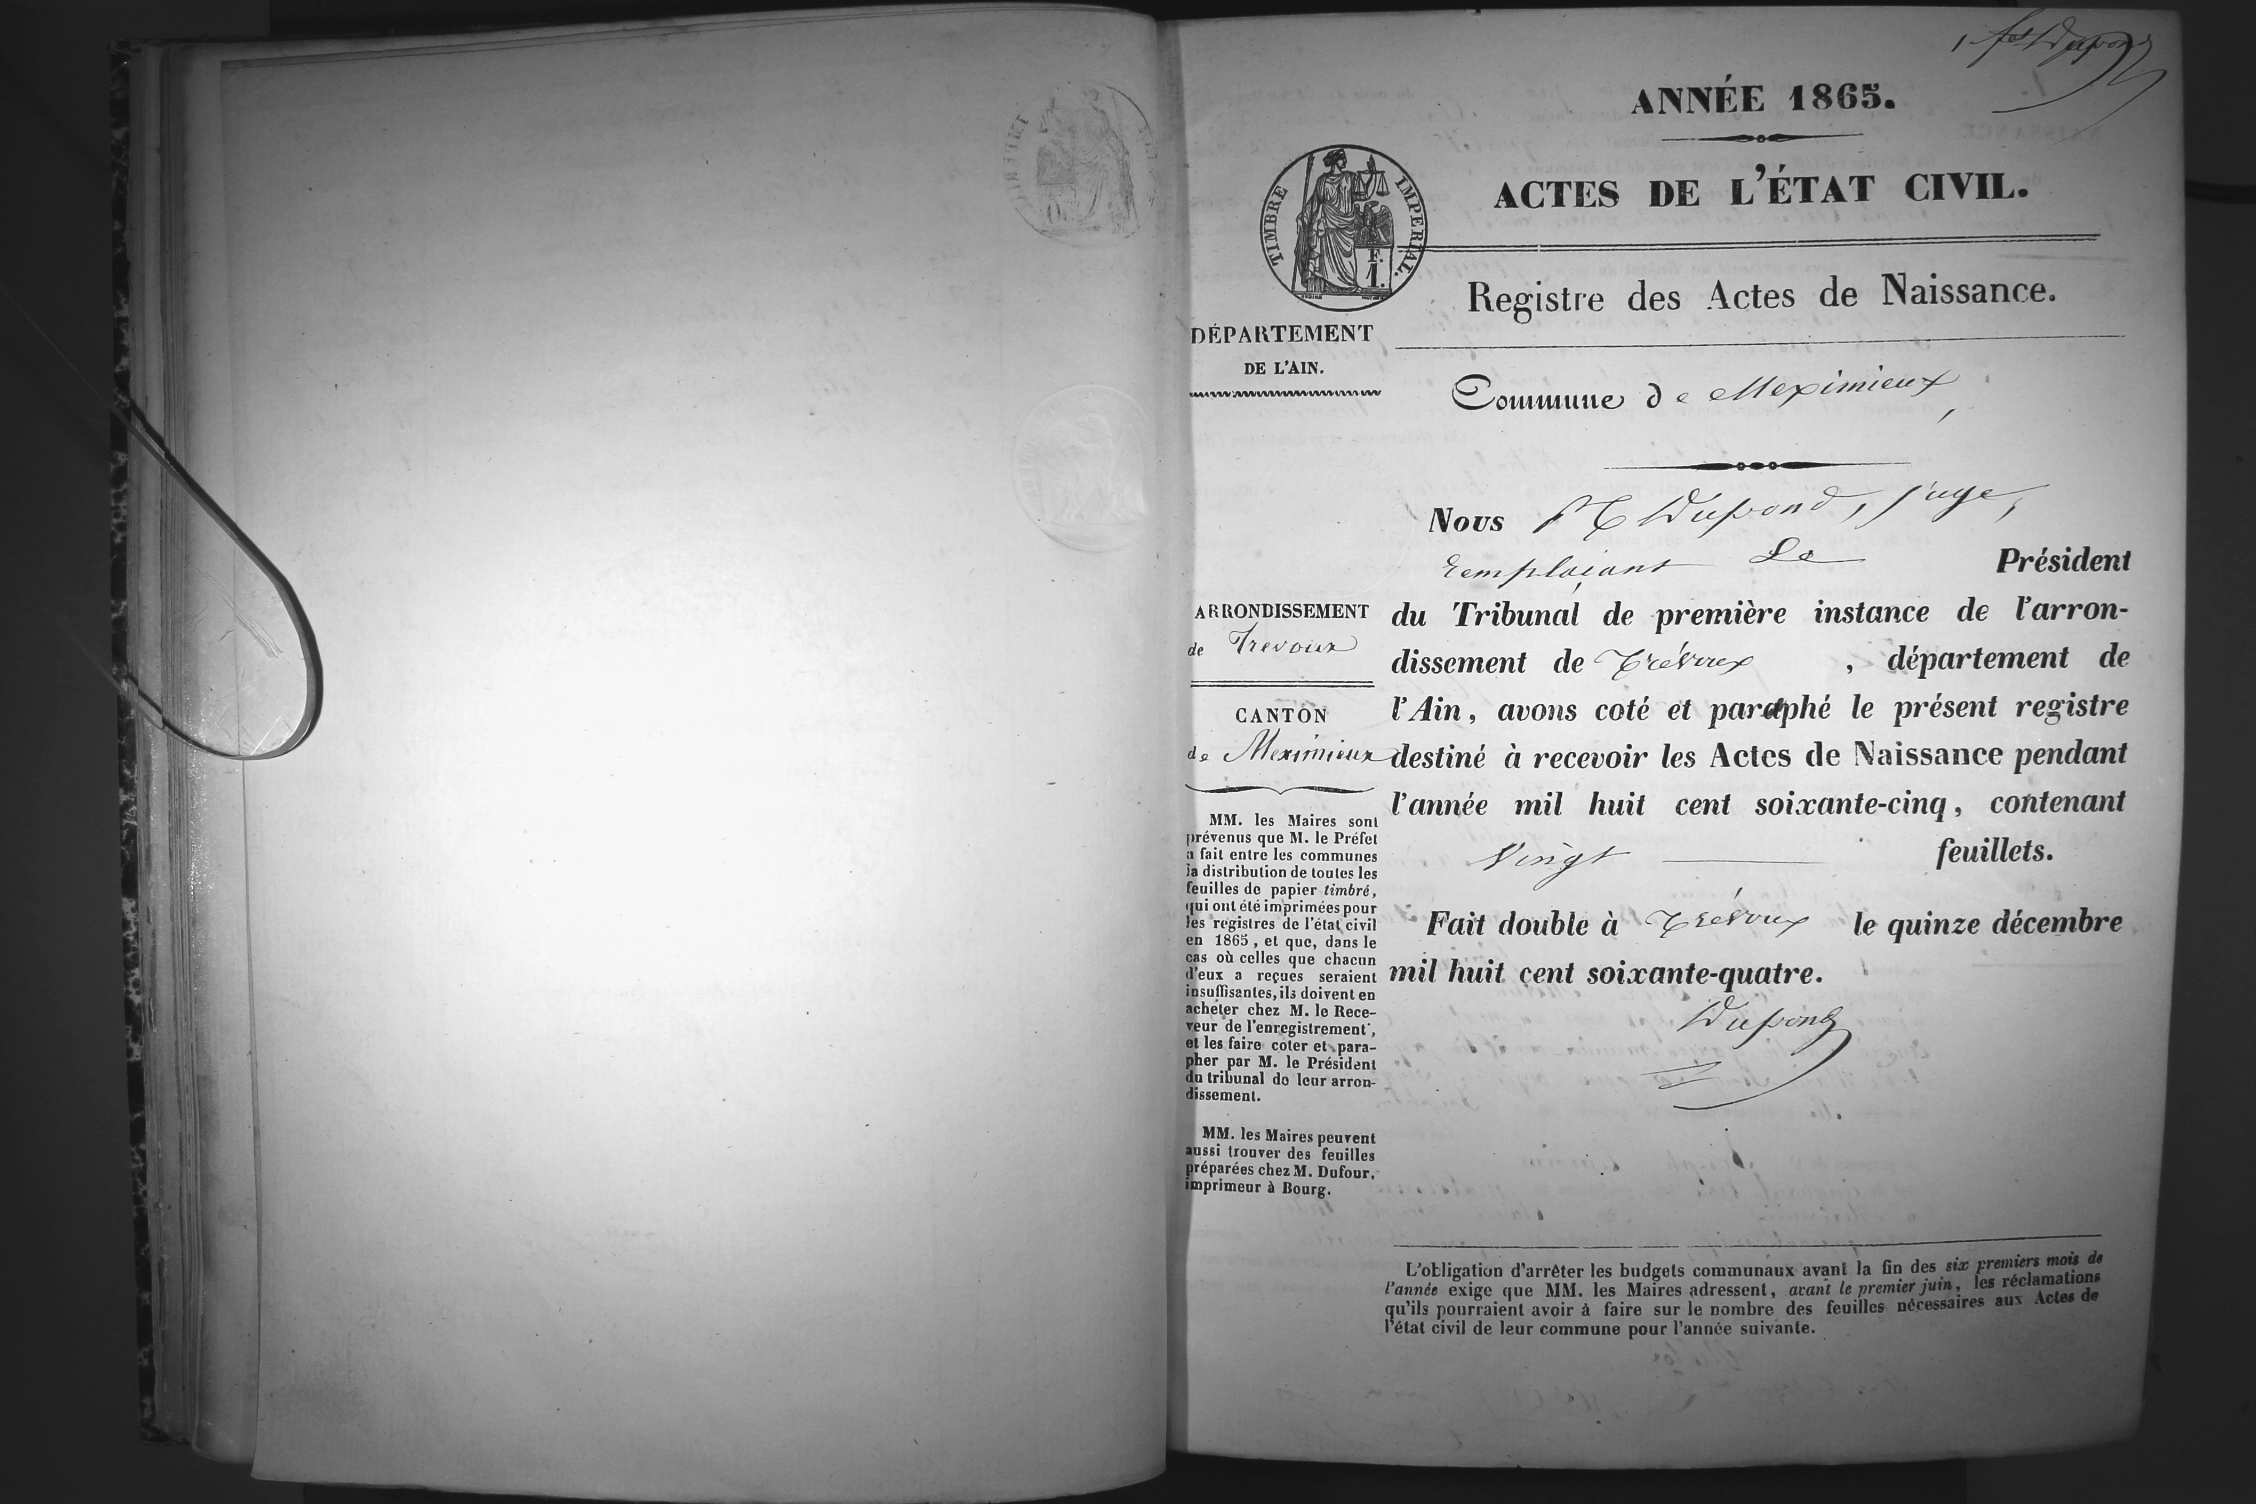 1 fet Dupond
ANNÉE 1865.
ACTES DE L'ÉTAT CIVIL.
TIMBRE IMPERIAL.
F.
1.
Registre des Actes de Naissance.
DÉPARTEMENT
DE L'AIN.
Commune de Meximieux,
Nous Dupond, juge,
remplaçant Le Président
du Tribunal de première instance de l'arron-
dissement de Trévoux, département de
l'Ain, avons coté et paraphé le présent registre
destiné à recevoir les Actes de Naissance pendant
l'année mil huit cent soixante-cinq, contenant
Vingt feuillets.
Fait double à Trévoux le quinze décembre
mil huit cent soixante-quatre.
Dupond
ARRONDISSEMENT
de Trevoux
CANTON
de Meximieux
MM. les Maires sont
prévenus que M. le Préfet
a fait entre les communes
la distribution de toutes les
feuilles de papier timbré,
qui ont été imprimées pour
les registres de l'état civil
en 1865, et que, dans le
cas où celles que chacun
d'eux a reçues seraient
insuffisantes, ils doivent en
acheter chez M. le Rece-
veur de l'enregistrement,
et les faire coter et para-
pher par M. le Président
du tribunal de leur arron-
dissement.
MM. les Maires peuvent
aussi trouver des feuilles
préparées chez M. Dufour,
imprimeur à Bourg.
L'obligation d'arrêter les budgets communaux avant la fin des six premiers mois de
l'année exige que MM. les Maires adressent, avant le premier juin, les réclamations
qu'ils pourraient avoir à faire sur le nombre des feuilles nécessaires aux Actes de
l'état civil de leur commune pour l'année suivante.